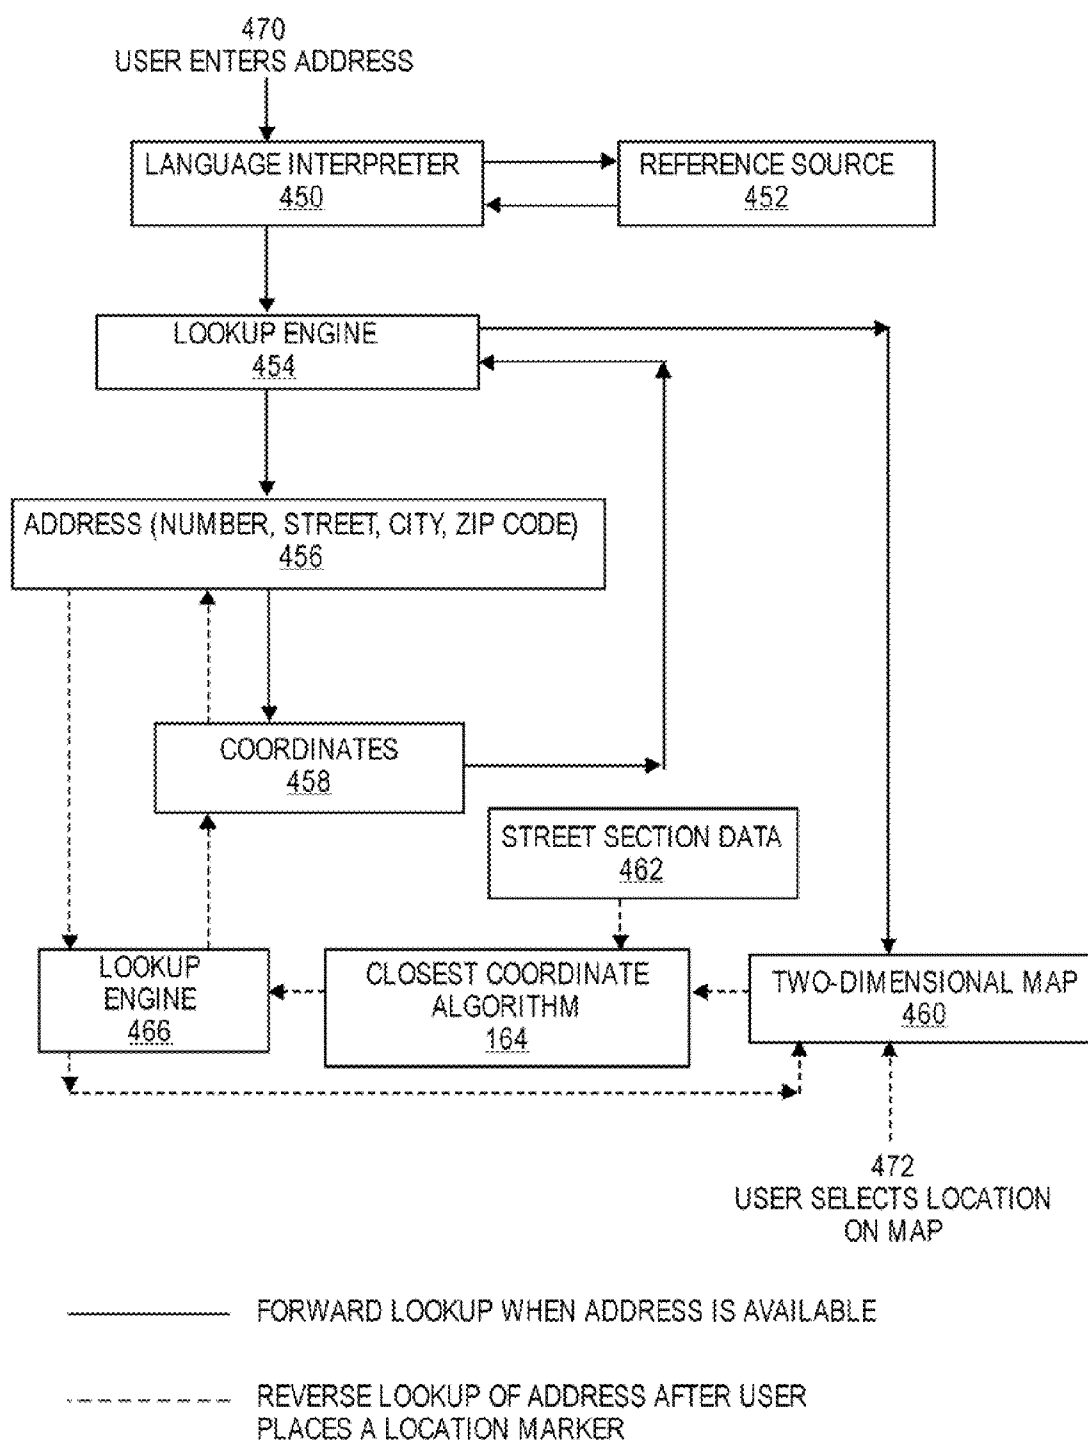 470
USER ENTERS ADDRESS
LANGUAGE INTERPRETER
450
REFERENCE SOURCE
452
LOOKUP ENGINE
454
ADDRESS (NUMBER, STREET, CITY, ZIP CODE)
456
COORDINATES
458
STREET SECTION DATA
462
LOOKUP
ENGINE
466
CLOSEST COORDINATE
ALGORITHM
164
TWO-DIMENSIONAL MAP
460
472
USER SELECTS LOCATION
ON MAP
FORWARD LOOKUP WHEN ADDRESS IS AVAILABLE
REVERSE LOOKUP OF ADDRESS AFTER USER
PLACES A LOCATION MARKER